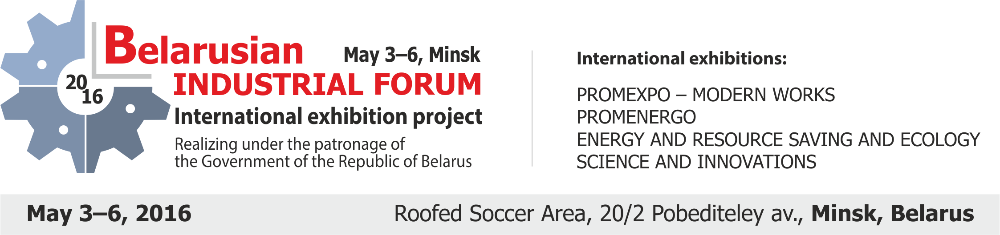 20
16
Belarusian
May 3–6, Minsk
INDUSTRIAL FORUM
International exhibition project
Realizing under the patronage of
the Government of the Republic of Belarus
International exhibitions:
PROMEXPO – MODERN WORKS
PROMENERGO
ENERGY AND RESOURCE SAVING AND ECOLOGY
SCIENCE AND INNOVATIONS
May 3–6, 2016
Roofed Soccer Area, 20/2 Pobediteley av., Minsk, Belarus